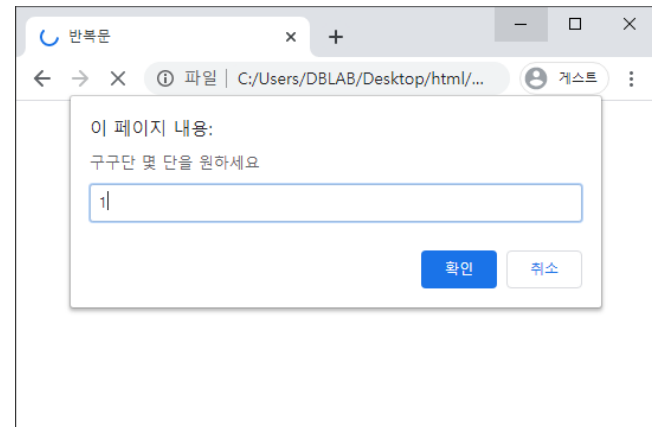 반복문
파일 | C:/Users/DBLAB/Desktop/html/...
게스트
이 페이지 내용:
구구단 몇 단을 원하세요
1
확인
취소